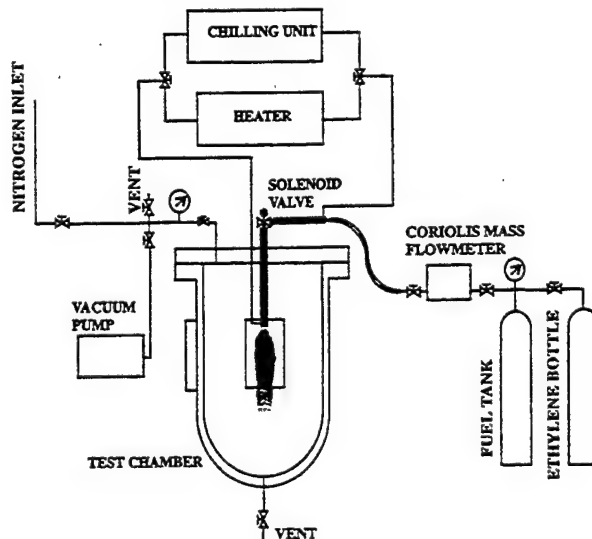 CHILLING UNIT
HEATER
NITROGEN INLET
VENT
SOLENOID
VALVE
CORIOLIS MASS
FLOWMETER
VACUUM
PUMP
FUEL TANK
ETHYLENE BOTTLE
TEST CHAMBER
VENT